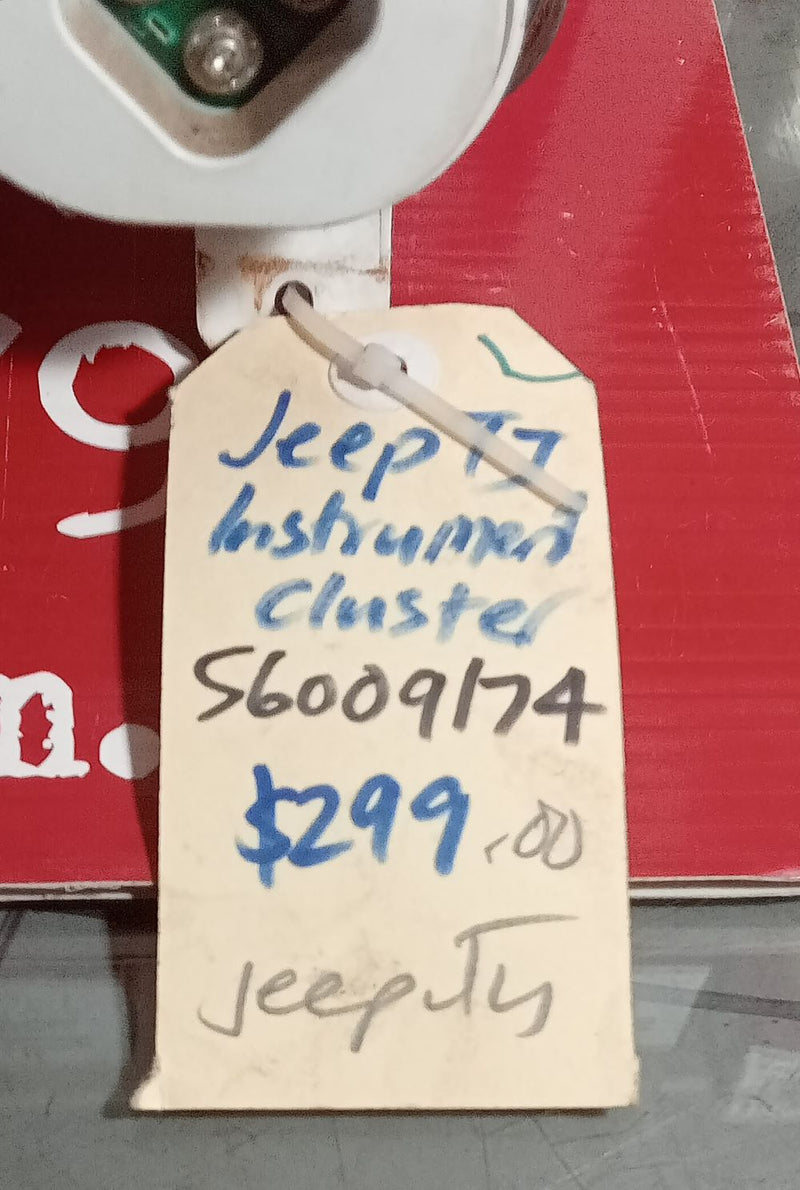 Jeep TJ
Instrument
Cluster
56009174
$299.00
Jeep TJ